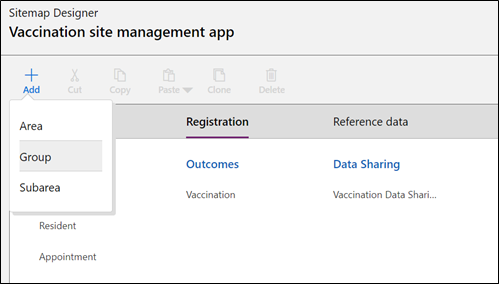 Sitemap Designer
Vaccination site management app
Add Cut Copy Paste Clone Delete
Area
Group
Subarea
Registration Reference data
Outcomes Data Sharing
Vaccination Vaccination Data Shari...
Resident
Appointment